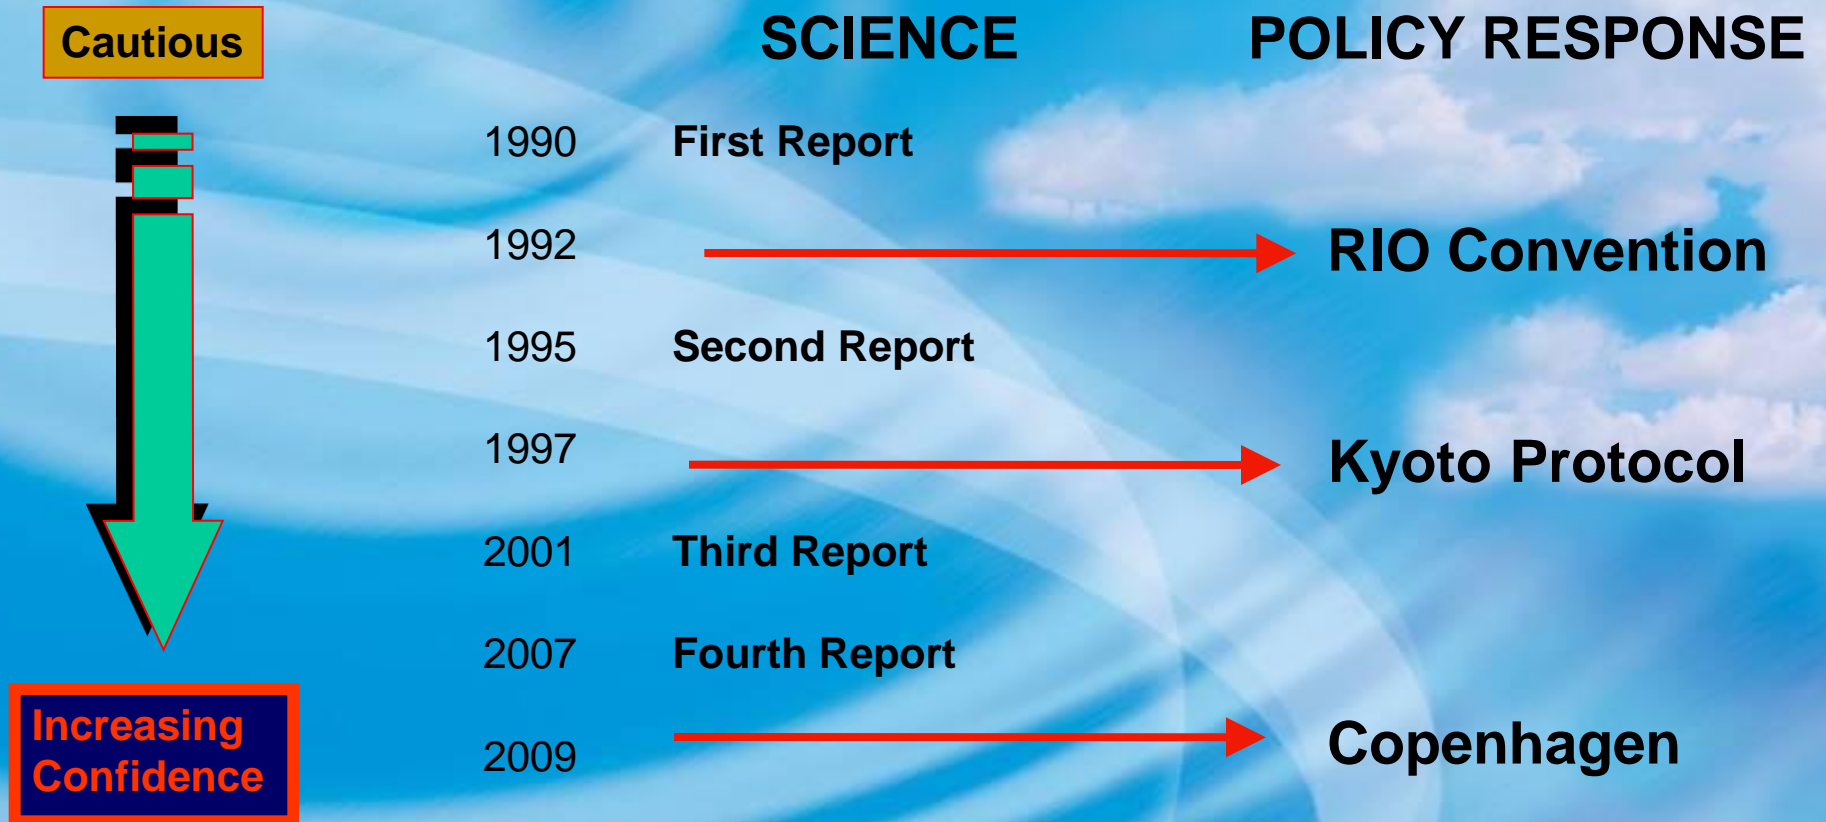 Cautious
SCIENCE
POLICY RESPONSE
1990 First Report
1992 RIO Convention
1995 Second Report
1997 Kyoto Protocol
2001 Third Report
2007 Fourth Report
2009 Copenhagen
Increasing
Confidence